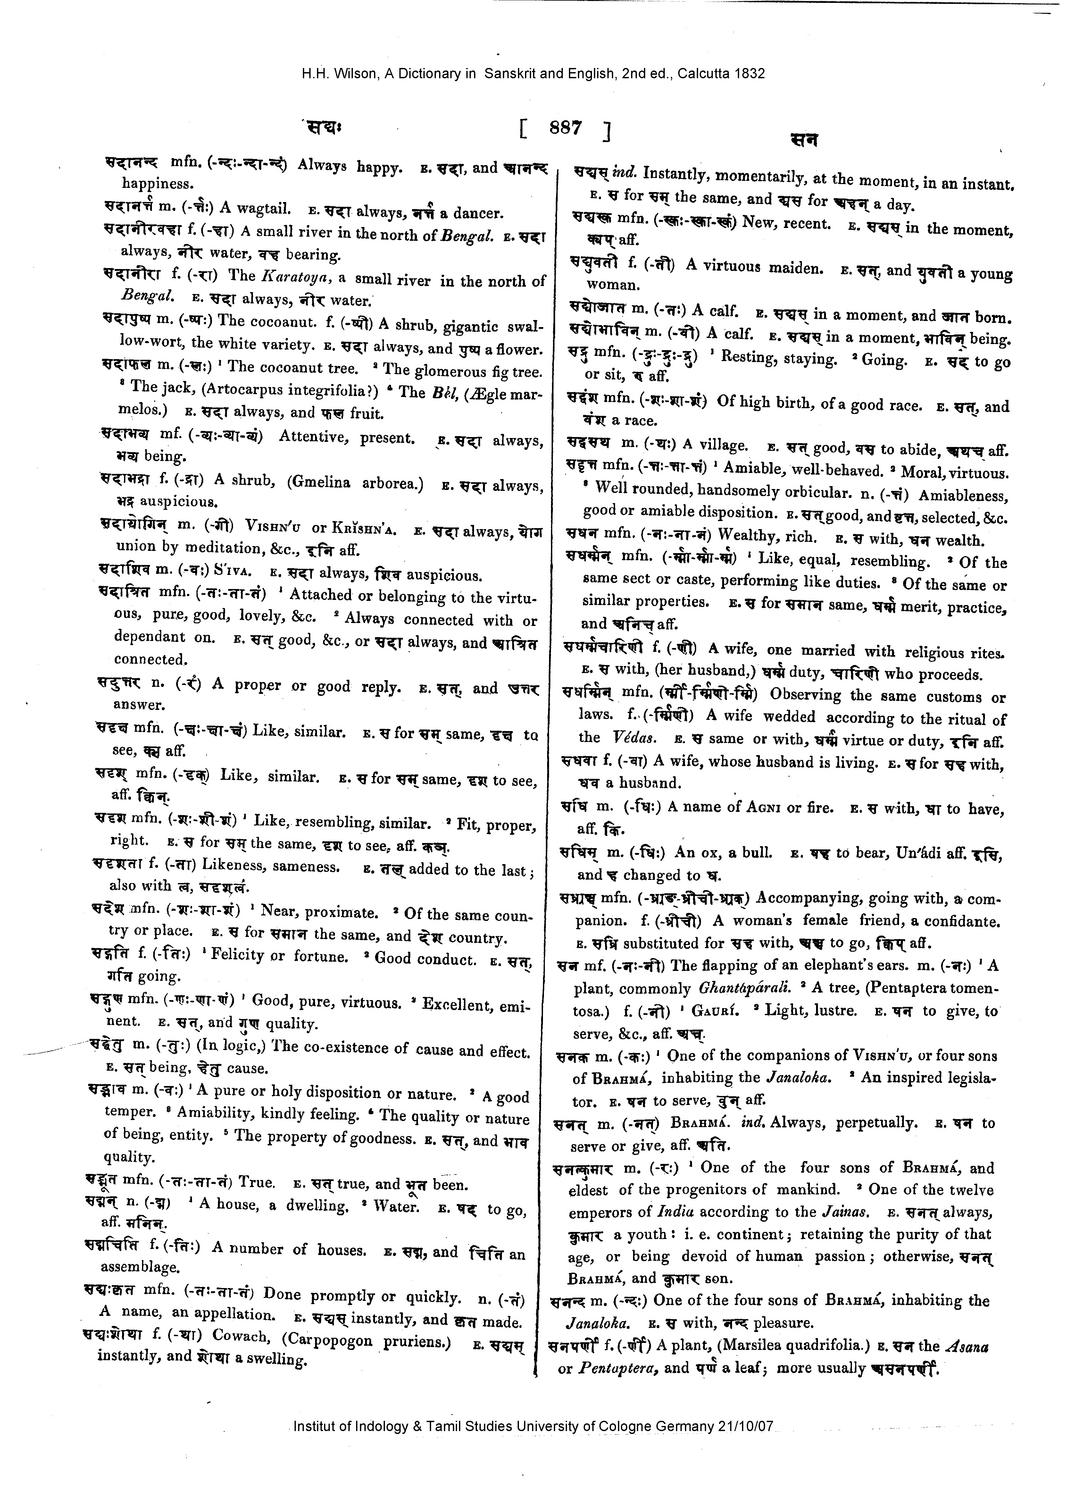 H.H. Wilson, A Dictionary in Sanskrit and English, 2nd ed., Calcutta 1832
सद्यः [ 887 ] सन
सदानन्द mfn. (-न्दः-न्दा-न्दं) Always happy. E. सदा, and आनन्द
happiness.
सदानर्त्त m. (-र्त्तः) A wagtail. E. सदा always, नर्त्त a dancer.
सदानीरवहा f. (-हा) A small river in the north of Bengal. E. सदा
always, नीर water, वह bearing.
सदानीरा f. (-रा) The Karatoya, a small river in the north of
Bengal. E. सदा always, नीर water.
सदापुष्प m. (-ष्पः) The cocoanut. f. (-ष्पी) A shrub, gigantic swal-
low-wort, the white variety. E. सदा always, and पुष्प a flower.
सदाफल m. (-लः) ¹ The cocoanut tree. ² The glomerous fig tree.
³ The jack, (Artocarpus integrifolia?) ⁴ The Bèl, (Ægle mar-
melos.) E. सदा always, and फल fruit.
सदाभव्य mf. (-व्यः-व्या-व्यं) Attentive, present. E. सदा always,
भव्य being.
सदाभद्रा f. (-द्रा) A shrub, (Gmelina arborea.) E. सदा always,
भद्र auspicious.
सदायोगिन् m. (-गी) VISHN'U or KRĬSHN'A. E. सदा always, योग
union by meditation, &c., इनि aff.
सदाशिव m. (-वः) S'IVA. E. सदा always, शिव auspicious.
सदाश्रित mfn. (-तः-ता-तं) ¹ Attached or belonging to the virtu-
ous, pure, good, lovely, &c. ² Always connected with or
dependant on. E. सत् good, &c., or सदा always, and आश्रित
connected.
सदुत्तर n. (-रं) A proper or good reply. E. सत्, and उत्तर
answer.
सदृक्ष mfn. (-क्षः-क्षा-क्षं) Like, similar. E. स for सम् same, दृक्ष to
see, क्स aff.
सदृश् mfn. (-दृक्) Like, similar. E. स for सम् same, दृश् to see,
aff. क्विन्.
सदृश mfn. (-शः-शी-शं) ¹ Like, resembling, similar. ² Fit, proper,
right. E. स for सम् the same, दृश् to see, aff. कञ्.
सदृशता f. (-ता) Likeness, sameness. E. तल् added to the last;
also with त्व, सदृशत्वं.
सदेश mfn. (-शः-शा-शं) ¹ Near, proximate. ² Of the same coun-
try or place. E. स for समान the same, and देश country.
सद्गति f. (-तिः) ¹ Felicity or fortune. ² Good conduct. E. सत्,
गति going.
सद्गुण mfn. (-णः-णा-णं) ¹ Good, pure, virtuous. ² Excellent, emi-
nent. E. सत्, and गुण quality.
सद्धेतु m. (-तुः) (In logic,) The co-existence of cause and effect.
E. सत् being, हेतु cause.
सद्भाव m. (-वः) ¹ A pure or holy disposition or nature. ² A good
temper. ³ Amiability, kindly feeling. ⁴ The quality or nature
of being, entity. ⁵ The property of goodness. E. सत्, and भाव
quality.
सद्भूत mfn. (-तः-ता-तं) True. E. सत् true, and भूत been.
सद्मन् n. (-द्म) ¹ A house, a dwelling. ² Water. E. षद् to go,
aff. मनिन्.
सद्मचित्ति f. (-त्तिः) A number of houses. E. सद्म, and चित्ति an
assemblage.
सद्यःकृत mfn. (-तः-ता-तं) Done promptly or quickly. n. (-तं)
A name, an appellation. E. सद्यस् instantly, and कृत made.
सद्यःशोथा f. (-था) Cowach, (Carpopogon pruriens.) E. सद्यस्
instantly, and शोथा a swelling.
सद्यस् ind. Instantly, momentarily, at the moment, in an instant.
E. स for सम् the same, and द्यस् for अहन् a day.
सद्यस्क mfn. (-स्कः-स्का-स्कं) New, recent. E. सद्यस् in the moment,
aff.
सद्युवती f. (-ती) A virtuous maiden. E. सत्, and युवती a young
woman.
सद्योजात m. (-तः) A calf. E. सद्यस् in a moment, and जात born.
सद्योभाविन् m. (-वी) A calf. E. सद्यस् in a moment, भाविन् being.
सद्रु mfn. (-द्रुः-द्रुः-द्रु) ¹ Resting, staying. ² Going. E. सद् to go
or sit, रु aff.
सद्वंश mfn. (-शः-शा-शं) Of high birth, of a good race. E. सत्, and
वंश a race.
सद्वसथ m. (-थः) A village. E. सत् good, वस to abide, अथच् aff.
सद्वृत्त mfn. (-त्तः-त्ता-त्तं) ¹ Amiable, well-behaved. ² Moral, virtuous.
³ Well rounded, handsomely orbicular. n. (-त्तं) Amiableness,
good or amiable disposition. E. सत् good, and वृत्त, selected, &c.
सधन mfn. (-नः-ना-नं) Wealthy, rich. E. स with, धन wealth.
सधर्म्मन् mfn. (-र्म्मा-र्म्मा-र्म्म) ¹ Like, equal, resembling. ² Of the
same sect or caste, performing like duties. ³ Of the same or
similar properties. E. स for समान same, धर्म्म merit, practice,
and अनिच् aff.
सधर्म्मचारिणी f. (-णी) A wife, one married with religious rites.
E. स with, (her husband,) धर्म्म duty, चारिणी who proceeds.
सधर्म्मिन् mfn. (र्म्मी-र्म्मिणी-र्म्मि) Observing the same customs or
laws. f. (-र्म्मिणी) A wife wedded according to the ritual of
the Védas. E. स same or with, धर्म्म virtue or duty, इनि aff.
सधवा f. (-वा) A wife, whose husband is living. E. स for सह with,
धव a husband.
सधि m. (-धिः) A name of AGNI or fire. E. स with, धा to have,
aff. कि.
सधिस् m. (-धिः) An ox, a bull. E. षह to bear, Un'ádi aff. इसि,
and ह changed to ध.
सध्र्यञ्च् mfn. (-ध्र्यङ्-ध्रीची-ध्र्यक्) Accompanying, going with, a com-
panion. f. (-ध्रीची) A woman's female friend, a confidante.
E. सध्रि substituted for सह with, अञ्च् to go, क्विप् aff.
सन mf. (-नः-नी) The flapping of an elephant's ears. m. (-नः) ¹ A
plant, commonly Ghantápárali. ² A tree, (Pentaptera tomen-
tosa.) f. (-नी) ¹ GAURÍ. ² Light, lustre. E. षन to give, to
serve, &c., aff. अच्.
सनक m. (-कः) ¹ One of the companions of VISHN'U, or four sons
of BRAHMÁ, inhabiting the Janaloka. ² An inspired legisla-
tor. E. षन to serve, वुन् aff.
सनत् m. (-नत्) BRAHMÁ. ind. Always, perpetually. E. षन to
serve or give, aff. अति.
सनत्कुमार m. (-रः) ¹ One of the four sons of BRAHMÁ, and
eldest of the progenitors of mankind. ² One of the twelve
emperors of India according to the Jainas. E. सनत् always,
कुमार a youth : i. e. continent; retaining the purity of that
age, or being devoid of human passion; otherwise, सनत्
BRAHMÁ, and कुमार son.
सनन्द m. (-न्दः) One of the four sons of BRAHMÁ, inhabiting the
Janaloka. E. स with, नन्द pleasure.
सनपर्णी f. (-र्णी) A plant, (Marsilea quadrifolia.) E. सन the Asana
or Pentaptera, and पर्ण a leaf; more usually असनपर्णी.
Institut of Indology & Tamil Studies University of Cologne Germany 21/10/07